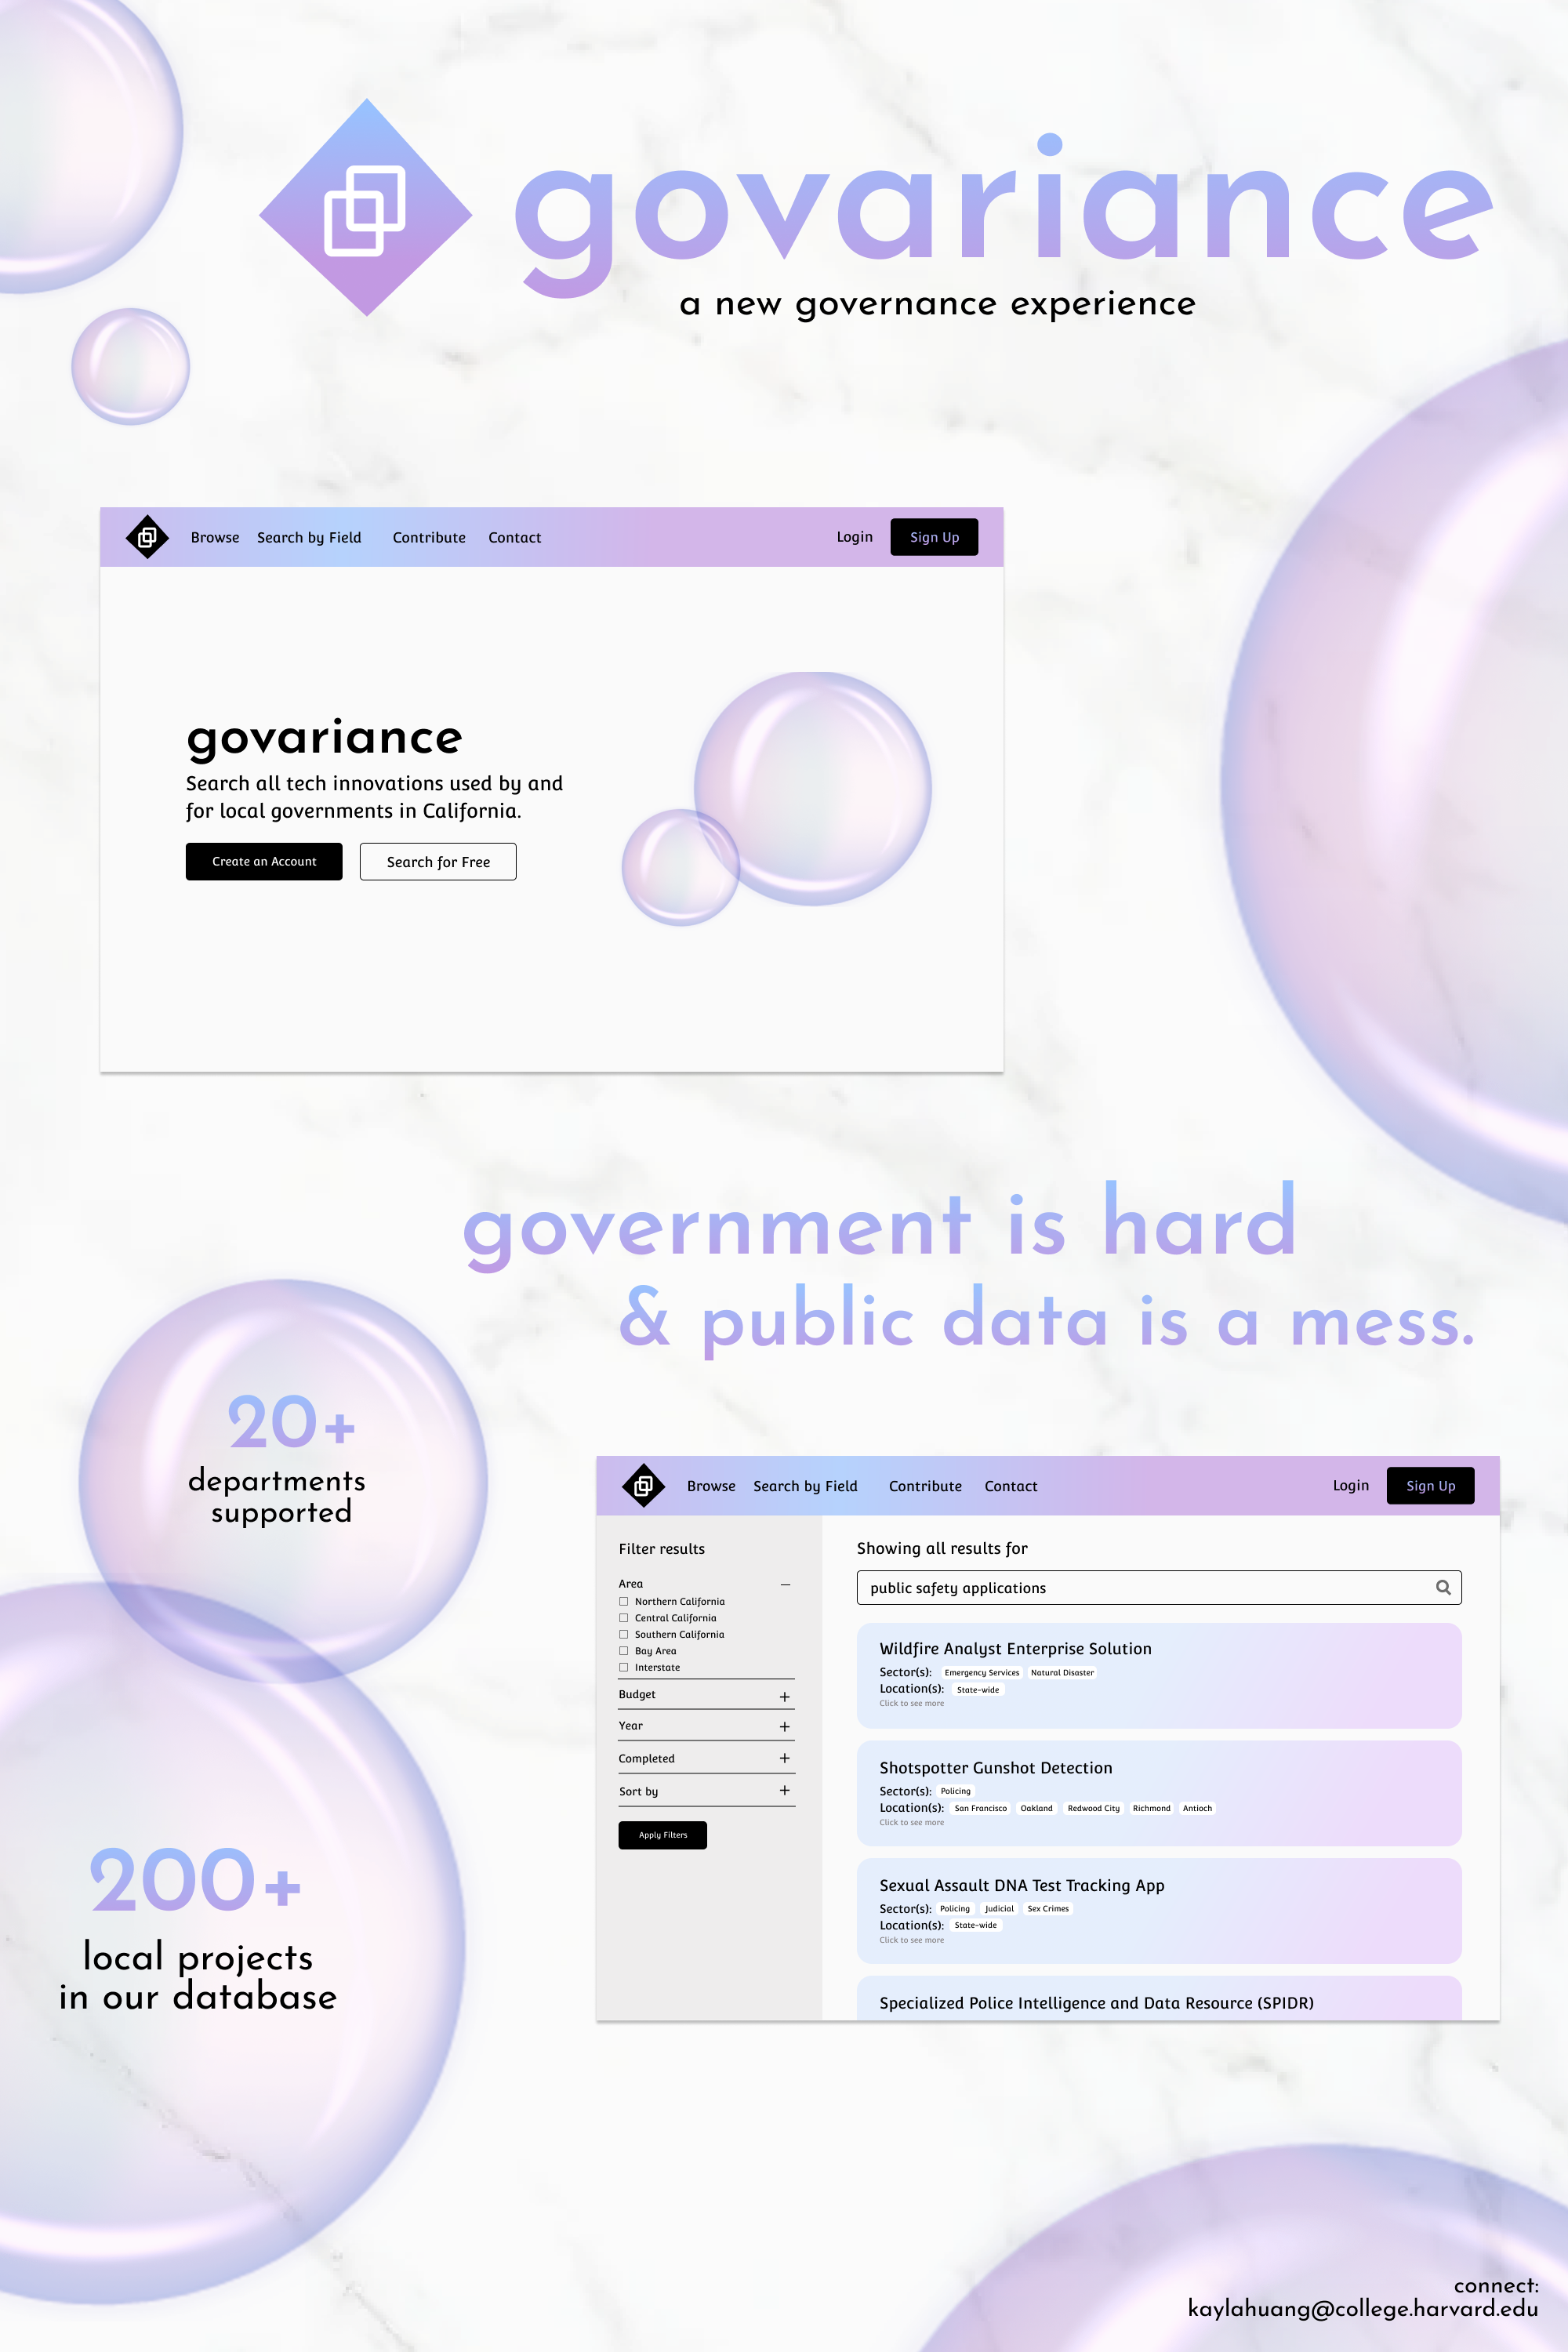 govariance
a new governance experience
Browse Search by Field Contribute Contact Login Sign Up
govariance
Search all tech innovations used by and
for local governments in California.
Create an Account Search for Free
government is hard
& public data is a mess.
20+
departments
supported
200+
local projects
in our database
Browse Search by Field Contribute Contact Login Sign Up
Filter results
Area
Northern California
Central California
Southern California
Bay Area
Interstate
Budget
Year
Completed
Sort by
Apply Filters
Showing all results for
public safety applications
Wildfire Analyst Enterprise Solution
Sector(s): Emergency Services Natural Disaster
Location(s): State-wide
Click to see more
Shotspotter Gunshot Detection
Sector(s): Policing
Location(s): San Francisco Oakland Redwood City Richmond Antioch
Click to see more
Sexual Assault DNA Test Tracking App
Sector(s): Policing Judicial Sex Crimes
Location(s): State-wide
Click to see more
Specialized Police Intelligence and Data Resource (SPIDR)
connect:
kaylahuang@college.harvard.edu